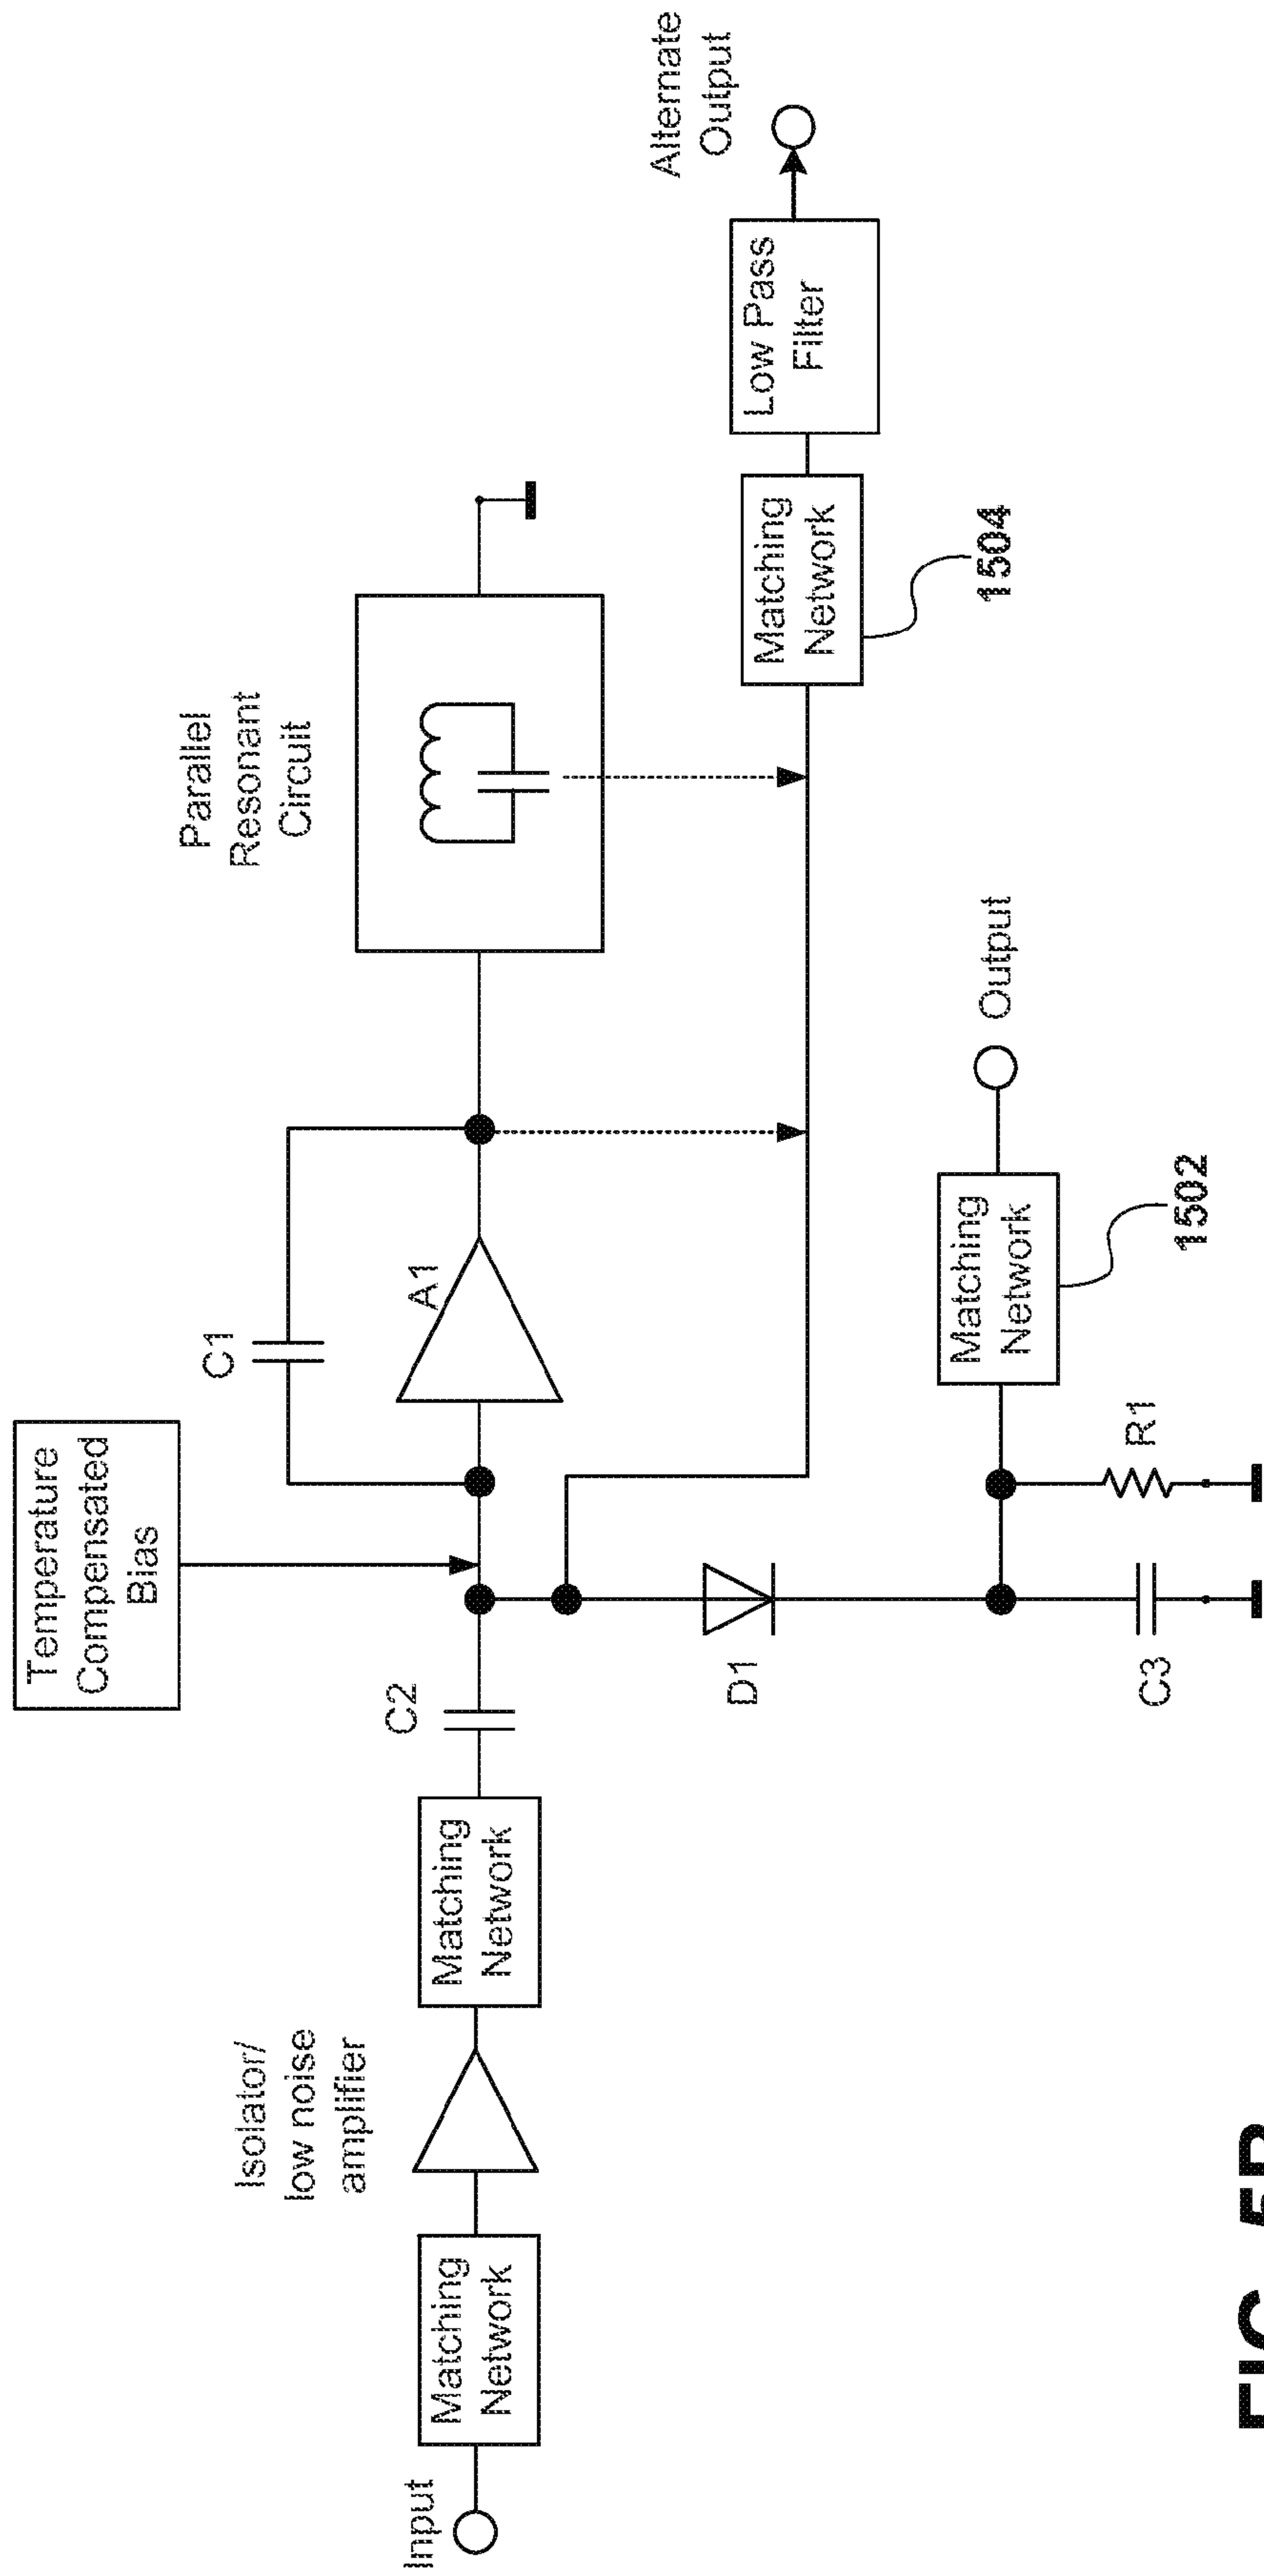 Temperature
Compensated
Bias
C1
Parallel
Resonant
Circuit
Isolator/
low noise
amplifier
Input
Matching
Network
Matching
Network
C2
A1
Alternate
Output
Low Pass
Filter
Matching
Network
1504
D1
Output
Matching
Network
1502
C3
R1